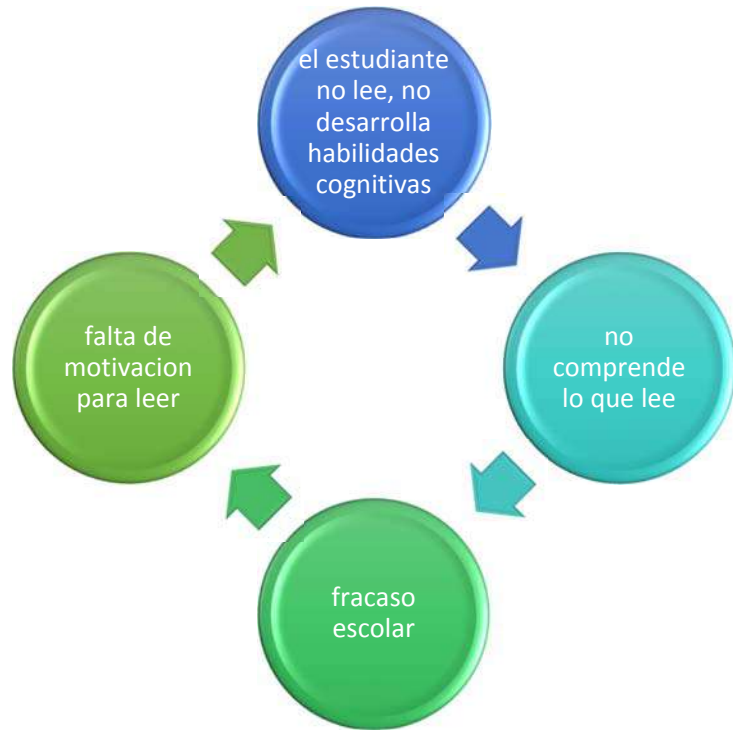 el estudiante
no lee, no
desarrolla
habilidades
cognitivas
no
comprende
lo que lee
fracaso
escolar
falta de
motivacion
para leer